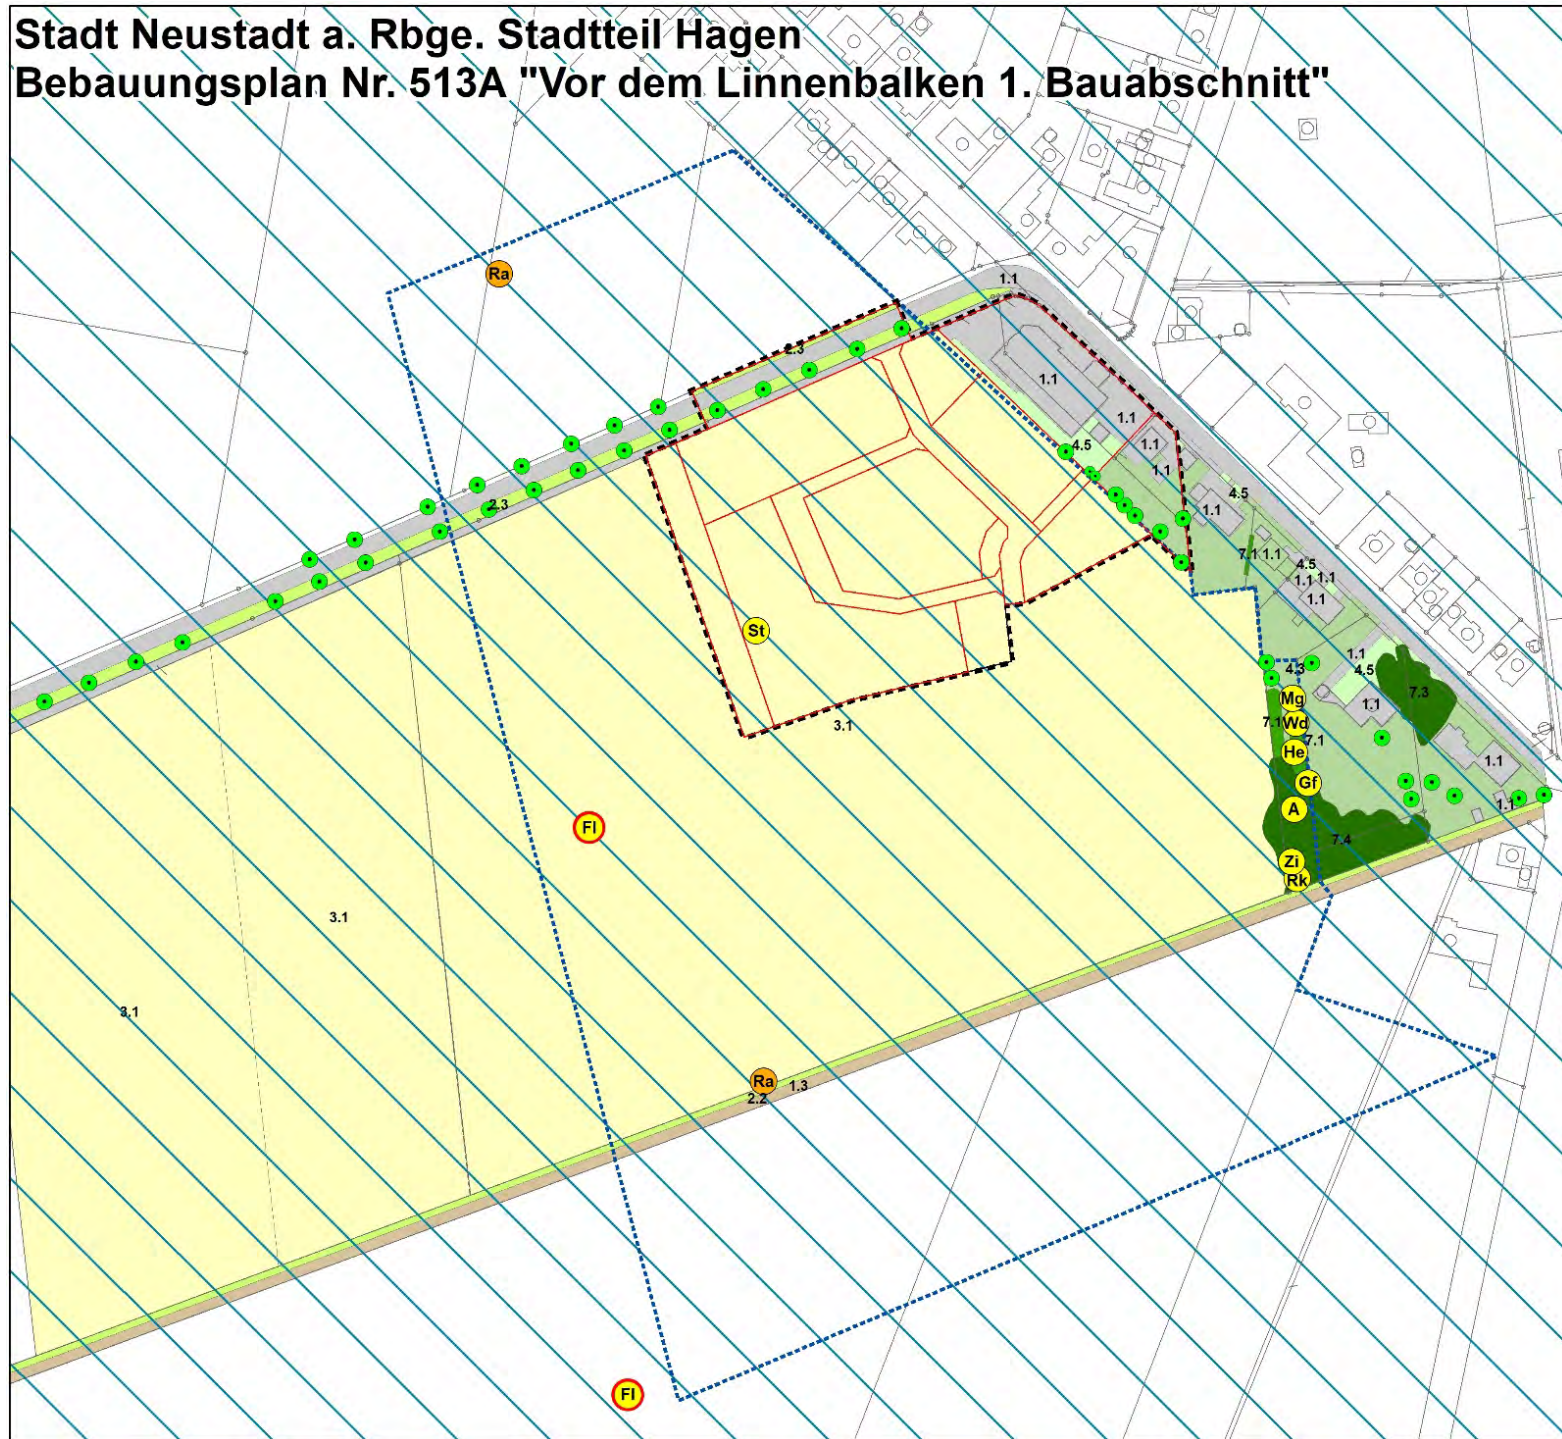 Stadt Neustadt a. Rbge. Stadtteil Hagen
Bebauungsplan Nr. 513A "Vor dem Linnenbalken 1. Bauabschnitt"
Ra
1.1
2.3
1.1
1.1
4.5
1.1
1.1
4.5
1.1
2.3
7.1
1.1
4.5
1.1
1.1
1.1
St
1.1
4.3
4.5
Mg
7.3
7.1
Wd
1.1
3.1
7.1
He
1.1
Gf
1.1
A
Fl
7.4
Zi
Rk
3.1
3.1
Ra
1.3
2.2
Fl